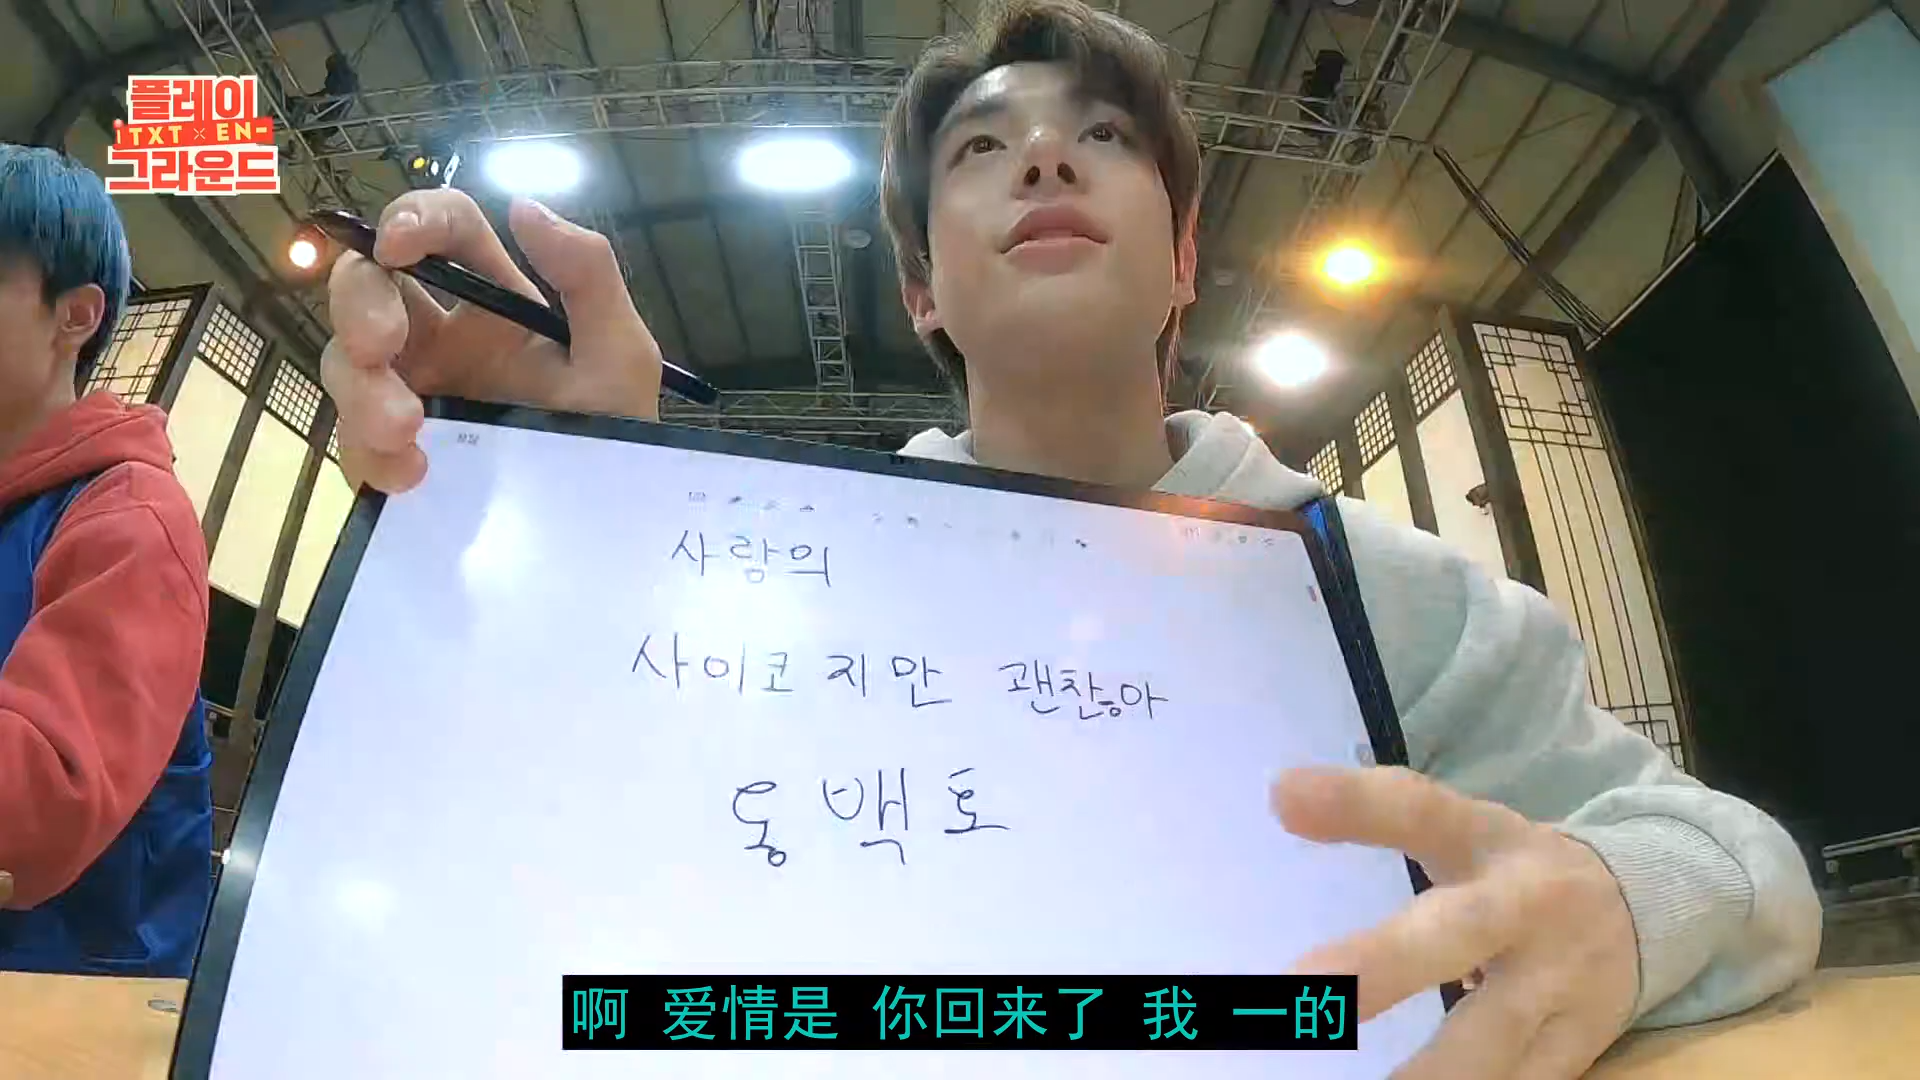 플레이
TXT × EN-
그라운드
사랑의
사이코지만 괜찮아
동백토
啊 爱情是 你回来了 我 一的